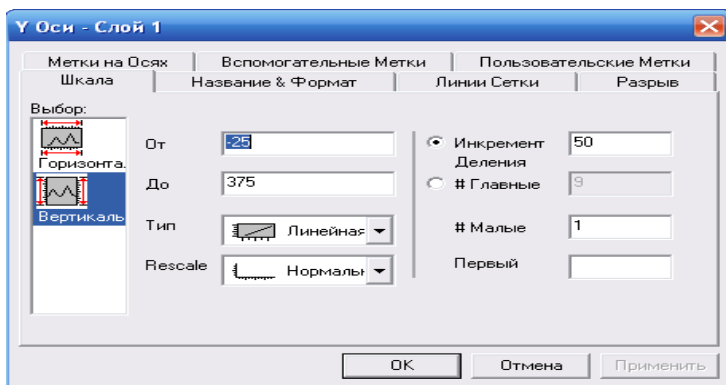 Y Оси - Слой 1
Метки на Осях
Вспомогательные Метки
Пользовательские Метки
Шкала
Название & Формат
Линии Сетки
Разрыв
Выбор:
Горизонта.
Вертикаль
От
-25
До
375
Тип
Линейная
Rescale
Нормальн
Инкремент
Деления
50
# Главные
9
# Малые
1
Первый
OK
Отмена
Применить